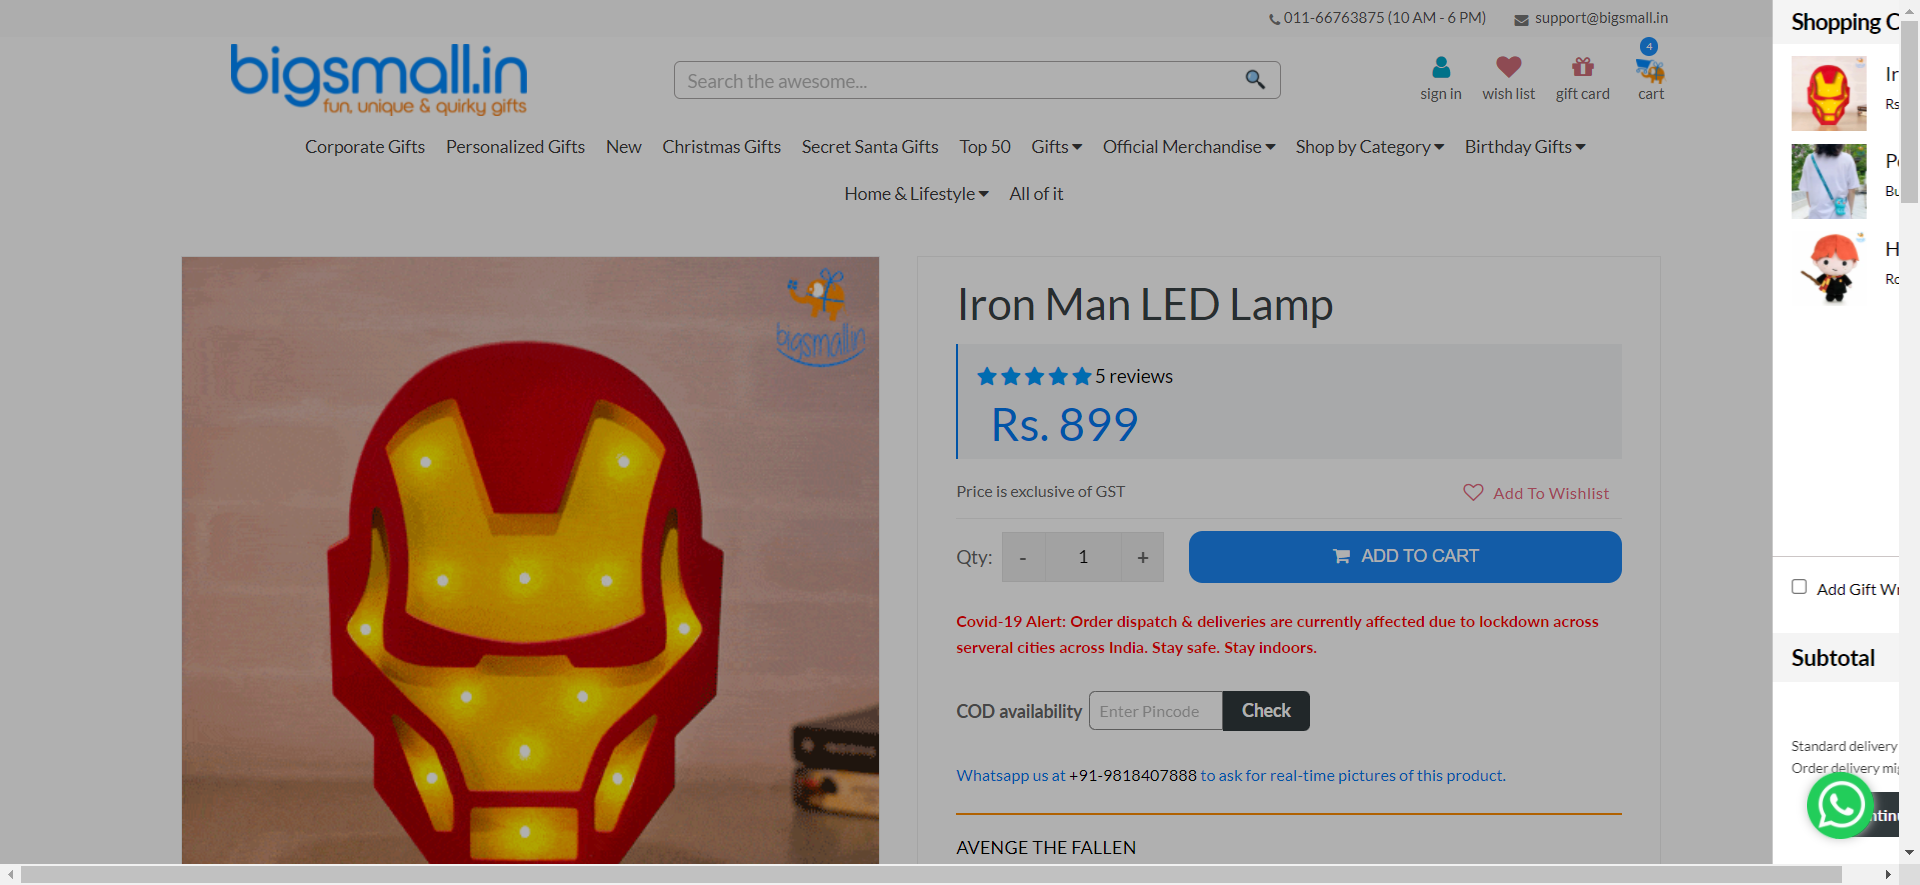 011-66763875 (10 AM - 6 PM) support@bigsmall.in
Shopping C
bigsmall.in
fun, unique & quirky gifts
Search the awesome...
4
sign in wish list gift card cart
Corporate Gifts Personalized Gifts New Christmas Gifts Secret Santa Gifts Top 50 Gifts Official Merchandise Shop by Category Birthday Gifts
Home & Lifestyle All of it
bigsmall.in
Iron Man LED Lamp
5 reviews
Rs. 899
Price is exclusive of GST
Add To Wishlist
Qty: - 1 +
ADD TO CART
Covid-19 Alert: Order dispatch & deliveries are currently affected due to lockdown across
serveral cities across India. Stay safe. Stay indoors.
COD availability Enter Pincode Check
Whatsapp us at +91-9818407888 to ask for real-time pictures of this product.
AVENGE THE FALLEN
Ir
Rs
Bu
H
Ro
Add Gift Wr
Subtotal
Standard delivery
Order delivery mi